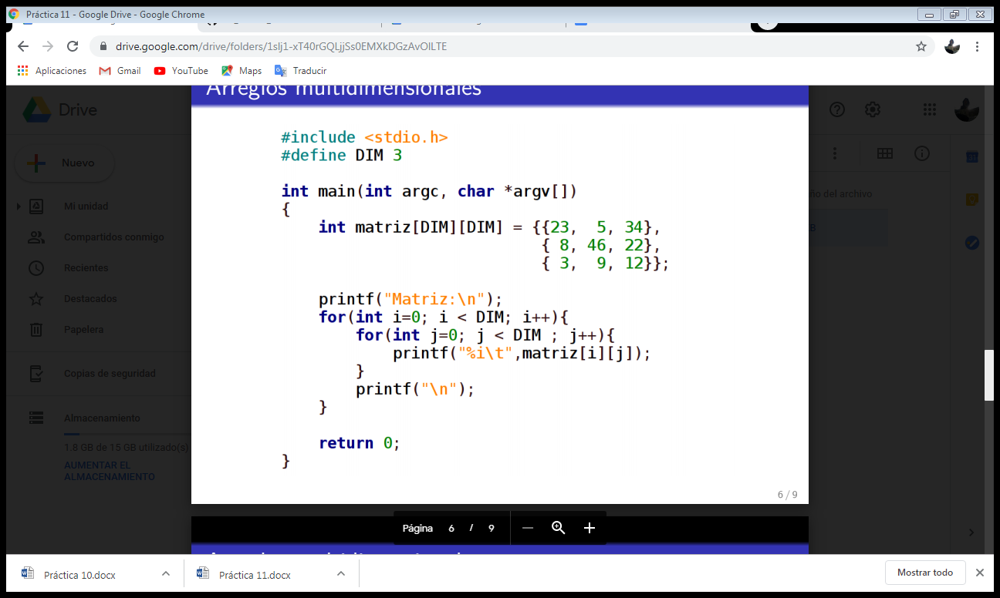 Práctica 11 - Google Drive - Google Chrome
drive.google.com/drive/folders/1slj1-xT40rGQLjjSs0EMXkDGzAvOILTE
Aplicaciones Gmail YouTube Maps Traducir
Arreglos multidimensionales
Drive
Nuevo
Mi unidad
Compartidos conmigo
Recientes
Destacados
Papelera
Copias de seguridad
Almacenamiento
1.8 GB de 15 GB utilizado(s)
AUMENTAR EL
ALMACENAMIENTO
#include <stdio.h>
#define DIM 3
int main(int argc, char *argv[])
{
int matriz[DIM][DIM] = {{23, 5, 34},
{ 8, 46, 22},
{ 3, 9, 12}};
printf("Matriz:\n");
for(int i=0; i < DIM; i++){
for(int j=0; j < DIM ; j++){
printf("%i\t",matriz[i][j]);
}
printf("\n");
}
return 0;
}
6 / 9
del archivo
Página 6 / 9
Práctica 10.docx Práctica 11.docx Mostrar todo